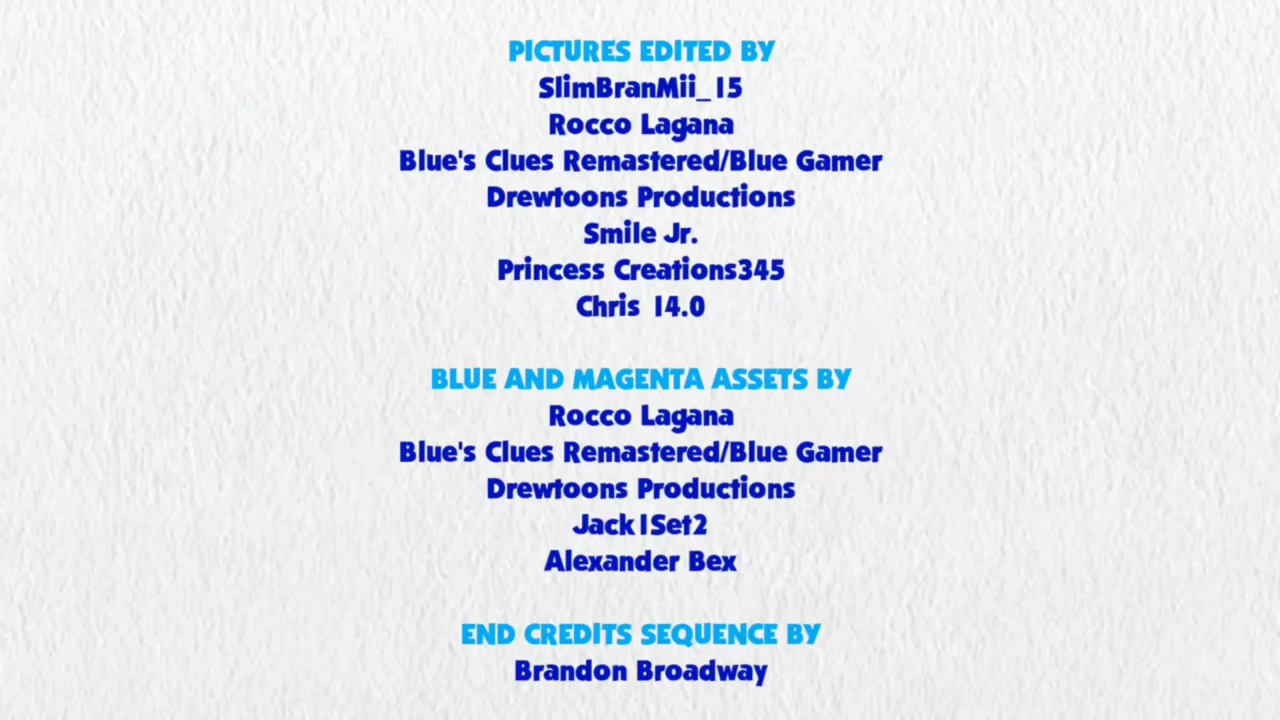 PICTURES EDITED BY
SlimBranMii_15
Rocco Lagana
Blue's Clues Remastered/Blue Gamer
Drewtoons Productions
Smile Jr.
Princess Creations345
Chris 14.0
BLUE AND MAGENTA ASSETS BY
Rocco Lagana
Blue's Clues Remastered/Blue Gamer
Drewtoons Productions
Jack1Set2
Alexander Bex
END CREDITS SEQUENCE BY
Brandon Broadway